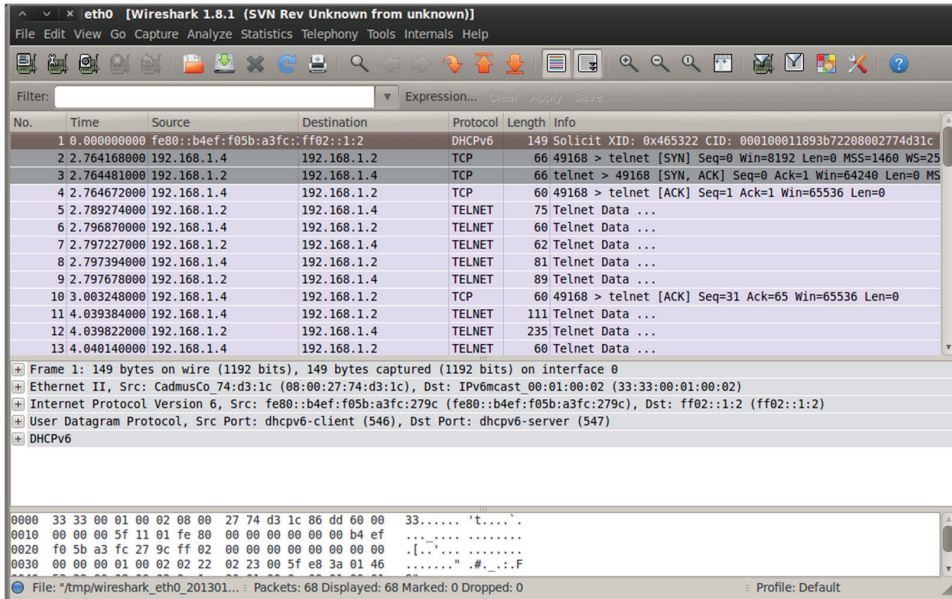 eth0 [Wireshark 1.8.1 (SVN Rev Unknown from unknown)]
File Edit View Go Capture Analyze Statistics Telephony Tools Internals Help
Filter: Expression... Clear Apply Save
No. Time Source Destination Protocol Length Info
1 0.000000000 fe80::b4ef:f05b:a3fc: ff02::1:2 DHCPv6 149 Solicit XID: 0x465322 CID: 000100011893b72208002774d31c
2 2.764168000 192.168.1.4 192.168.1.2 TCP 66 49168 > telnet [SYN] Seq=0 Win=8192 Len=0 MSS=1460 WS=25
3 2.764481000 192.168.1.2 192.168.1.4 TCP 66 telnet > 49168 [SYN, ACK] Seq=0 Ack=1 Win=64240 Len=0 MS
4 2.764672000 192.168.1.4 192.168.1.2 TCP 60 49168 > telnet [ACK] Seq=1 Ack=1 Win=65536 Len=0
5 2.789274000 192.168.1.2 192.168.1.4 TELNET 75 Telnet Data ...
6 2.796870000 192.168.1.4 192.168.1.2 TELNET 60 Telnet Data ...
7 2.797227000 192.168.1.2 192.168.1.4 TELNET 62 Telnet Data ...
8 2.797394000 192.168.1.4 192.168.1.2 TELNET 81 Telnet Data ...
9 2.797678000 192.168.1.2 192.168.1.4 TELNET 89 Telnet Data ...
10 3.003248000 192.168.1.4 192.168.1.2 TCP 60 49168 > telnet [ACK] Seq=31 Ack=65 Win=65536 Len=0
11 4.039384000 192.168.1.4 192.168.1.2 TELNET 111 Telnet Data ...
12 4.039822000 192.168.1.2 192.168.1.4 TELNET 235 Telnet Data ...
13 4.040140000 192.168.1.4 192.168.1.2 TELNET 60 Telnet Data ...
Frame 1: 149 bytes on wire (1192 bits), 149 bytes captured (1192 bits) on interface 0
Ethernet II, Src: CadmusCo_74:d3:1c (08:00:27:74:d3:1c), Dst: IPv6mcast_00:01:00:02 (33:33:00:01:00:02)
Internet Protocol Version 6, Src: fe80::b4ef:f05b:a3fc:279c (fe80::b4ef:f05b:a3fc:279c), Dst: ff02::1:2 (ff02::1:2)
User Datagram Protocol, Src Port: dhcpv6-client (546), Dst Port: dhcpv6-server (547)
DHCPv6
0000 33 33 00 01 00 02 08 00 27 74 d3 1c 86 dd 60 00 33...... 't....`.
0010 00 00 00 5f 11 01 fe 80 00 00 00 00 00 00 b4 ef ..._.... ........
0020 f0 5b a3 fc 27 9c ff 02 00 00 00 00 00 00 00 00 .[..'... ........
0030 00 00 00 01 00 02 02 22 02 23 00 5f e8 3a 01 46 ......." .#._.:.F
File: "/tmp/wireshark_eth0_201301... Packets: 68 Displayed: 68 Marked: 0 Dropped: 0 Profile: Default